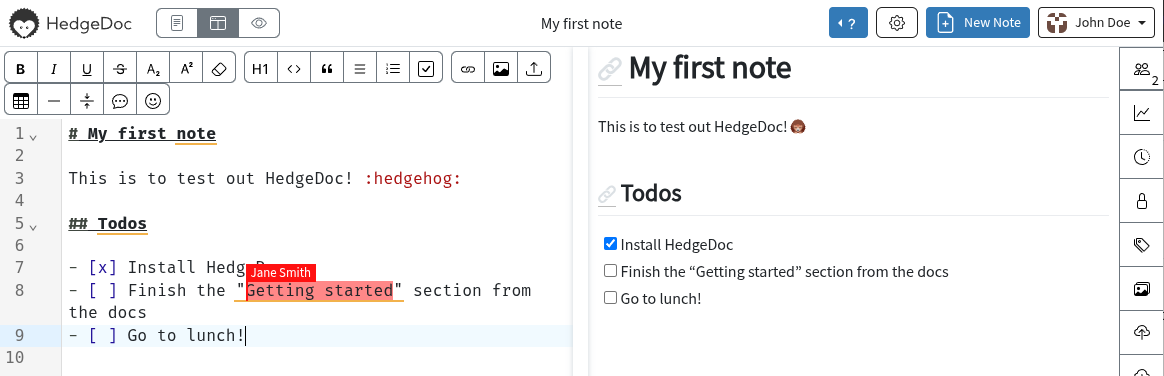 HedgeDoc
My first note
?
New Note
John Doe
B I U S A₂ A² H1
2
1 # My first note
2
3 This is to test out HedgeDoc! :hedgehog:
4
5 ## Todos
6
7 - [x] Install Hedg
Jane Smith
8 - [ ] Finish the "Getting started" section from
the docs
9 - [ ] Go to lunch!
10
My first note
This is to test out HedgeDoc!
Todos
Install HedgeDoc
Finish the “Getting started” section from the docs
Go to lunch!